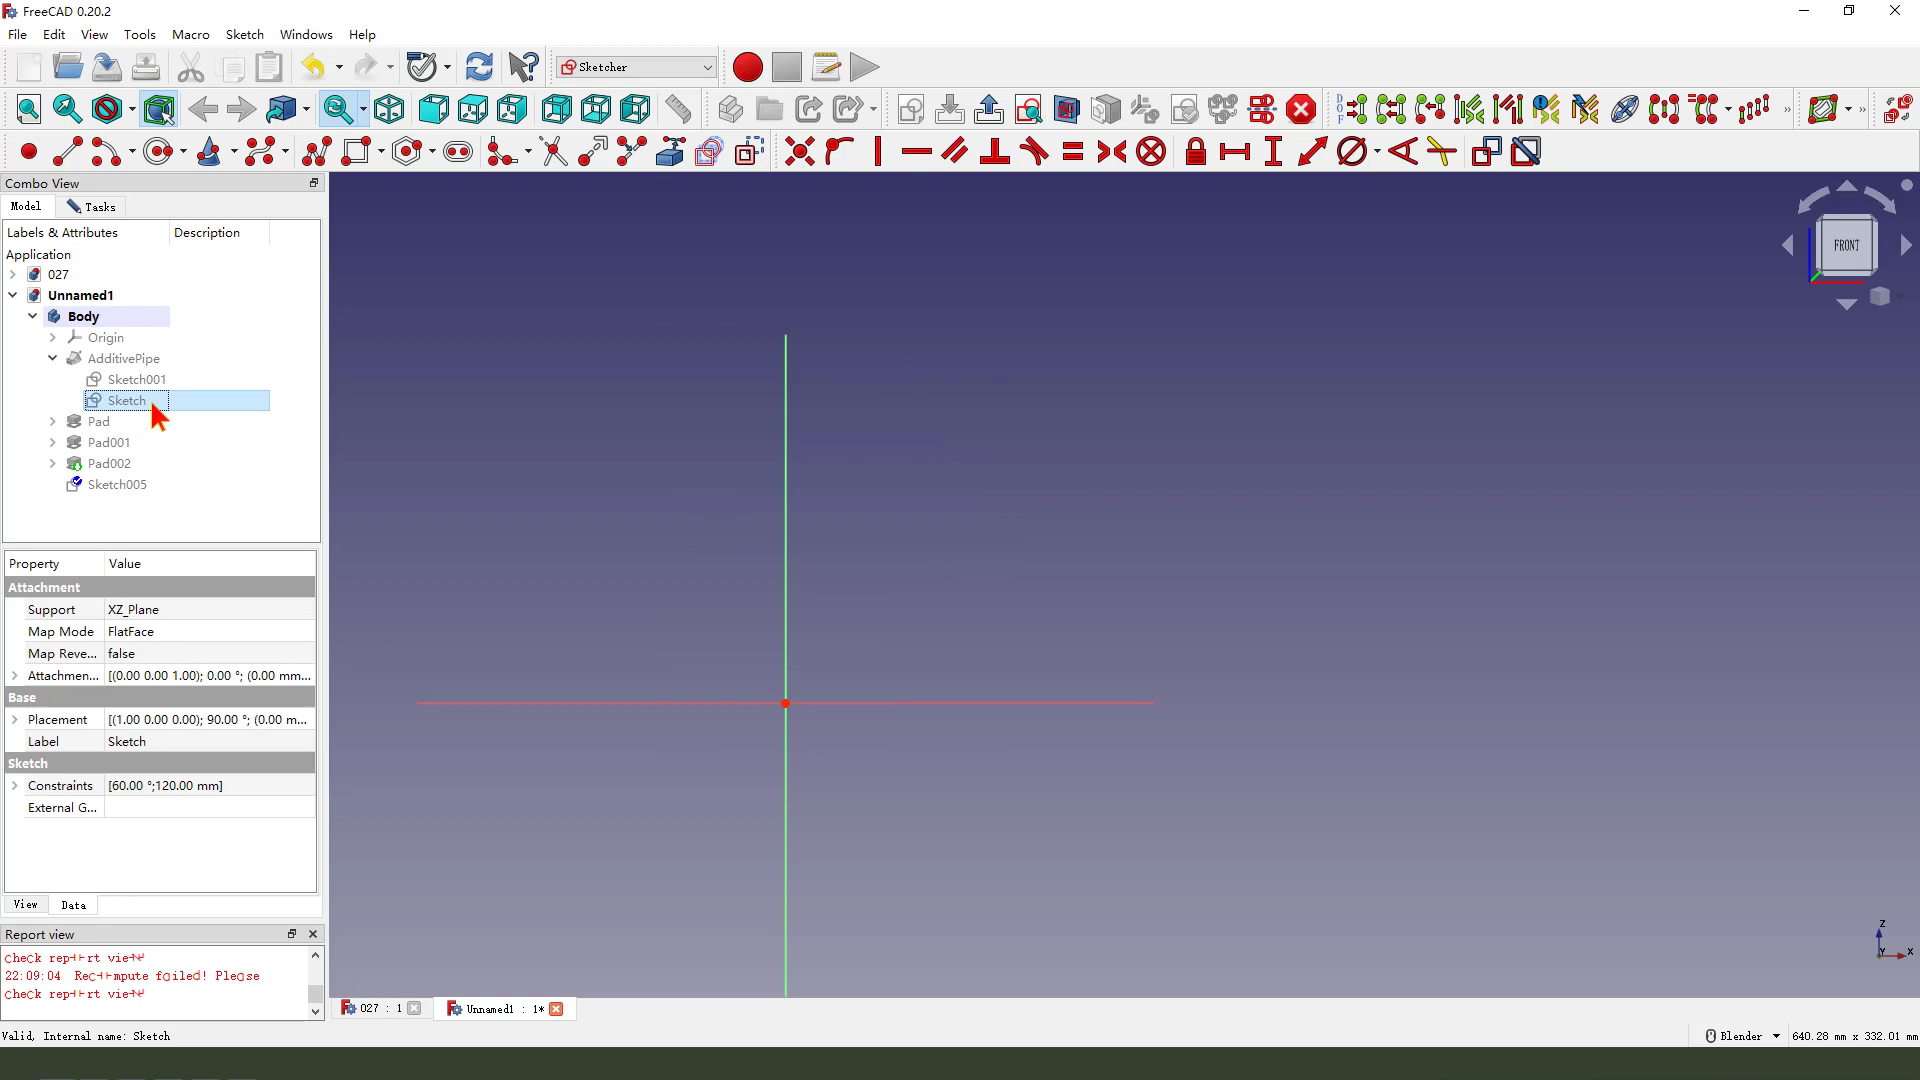 FreeCAD 0.20.2
File Edit View Tools Macro Sketch Windows Help
Sketcher
Combo View
Model Tasks
Labels & Attributes Description
Application
027
Unnamed1
Body
Origin
AdditivePipe
Sketch001
Sketch
Pad
Pad001
Pad002
Sketch005
Property Value
Attachment
Support XZ_Plane
Map Mode FlatFace
Map Reve... false
Attachmen... [(0.00 0.00 1.00); 0.00 °; (0.00 mm...
Base
Placement [(1.00 0.00 0.00); 90.00 °; (0.00 m...
Label Sketch
Sketch
Constraints [60.00 °;120.00 mm]
External G...
View Data
Report view
22:09:04
FRONT
Z
Y
X
027 : 1
Unnamed1 : 1*
Valid, Internal name: Sketch
Blender 640.28 mm x 332.01 mm